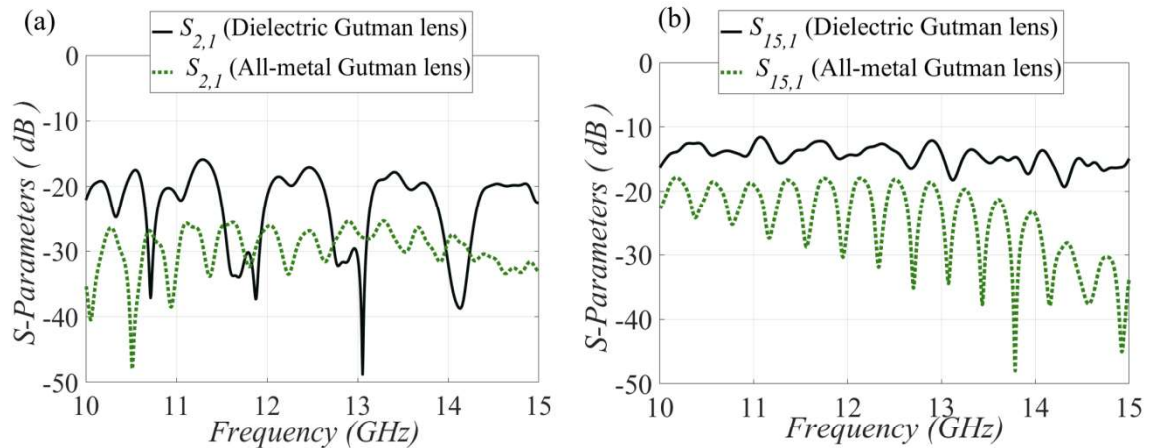 (a)
S2,1 (Dielectric Gutman lens)
S2,1 (All-metal Gutman lens)
0
-10
-20
-30
-40
-50
S-Parameters ( dB )
10 11 12 13 14 15
Frequency (GHz)
(b)
S15,1 (Dielectric Gutman lens)
S15,1 (All-metal Gutman lens)
0
-10
-20
-30
-40
-50
S-Parameters ( dB )
10 11 12 13 14 15
Frequency (GHz)